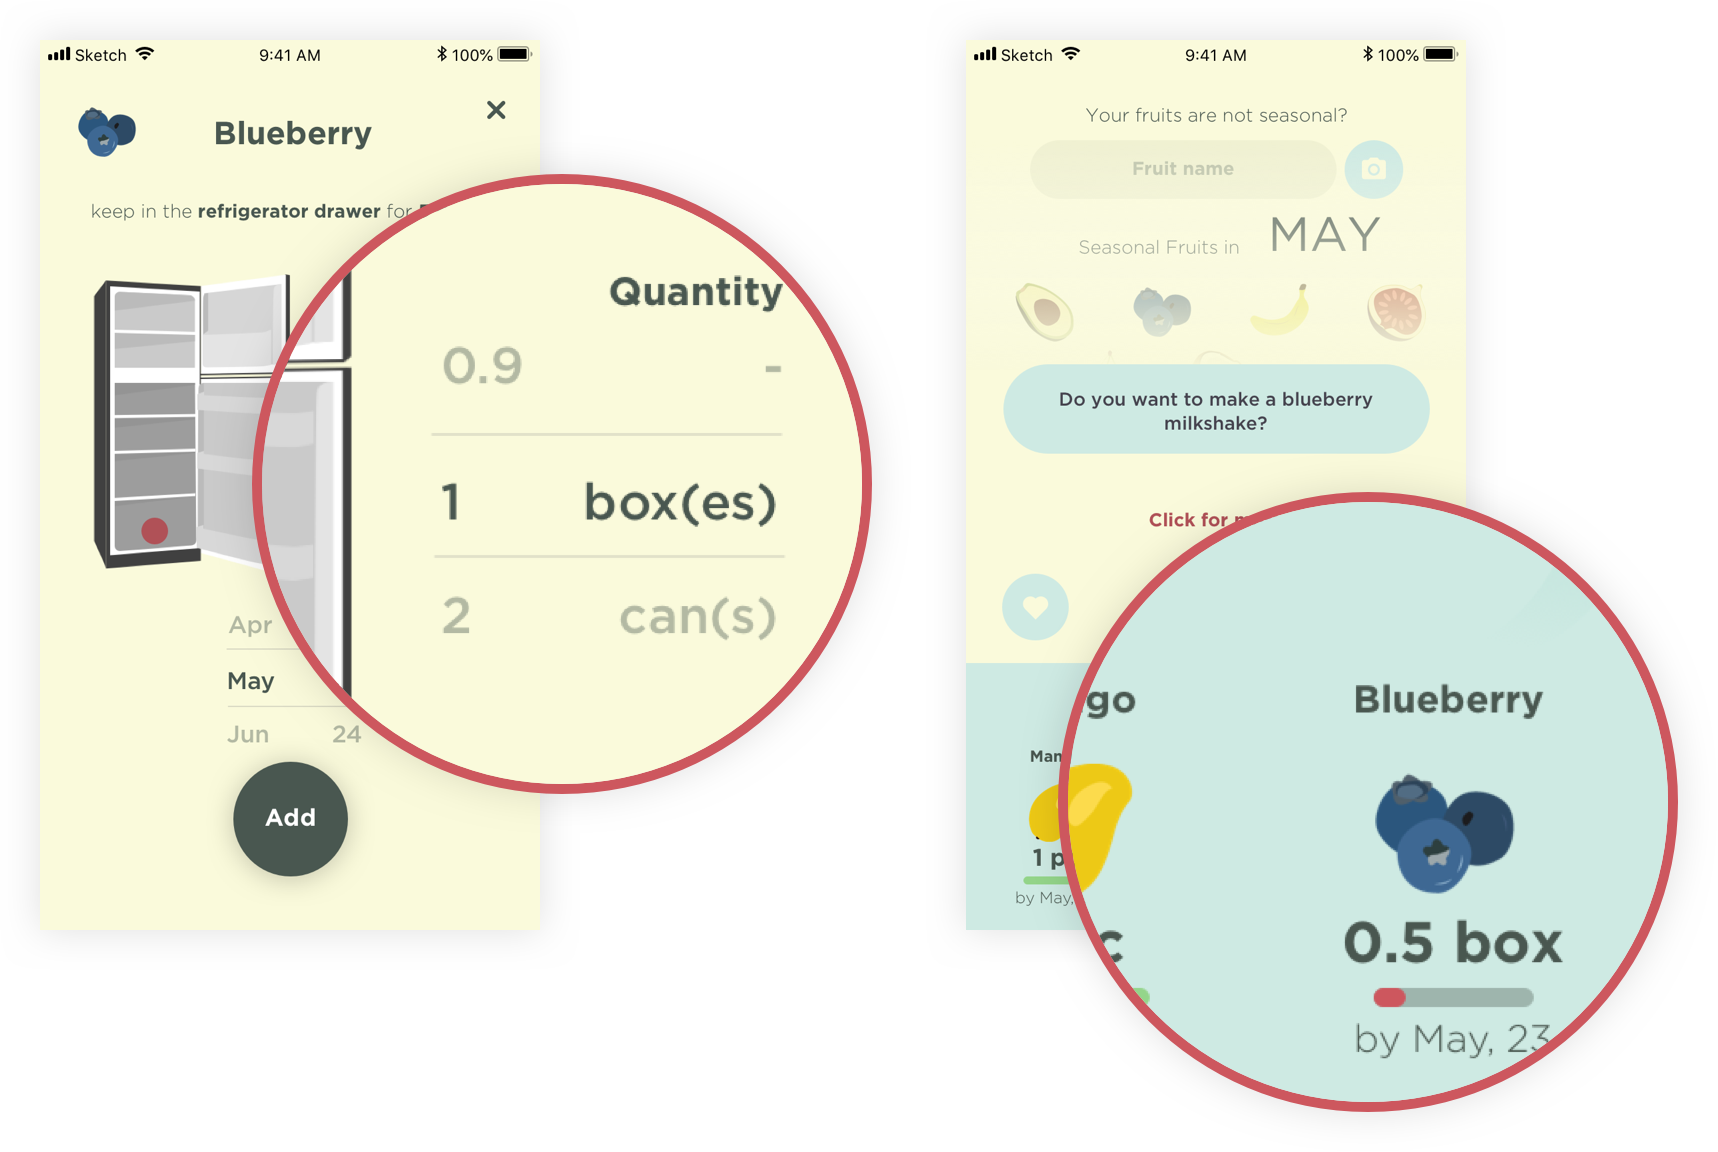 Sketch 9:41 AM 100%
Blueberry
keep in the refrigerator drawer for
Quantity
0.9 -
1 box(es)
2 can(s)
Apr
May
Jun 24
Add
Sketch 9:41 AM 100%
Your fruits are not seasonal?
Fruit name
Seasonal Fruits in MAY
Do you want to make a blueberry
milkshake?
Click for
go Blueberry
Man
1 p
0.5 box
by May,
c
by May, 23